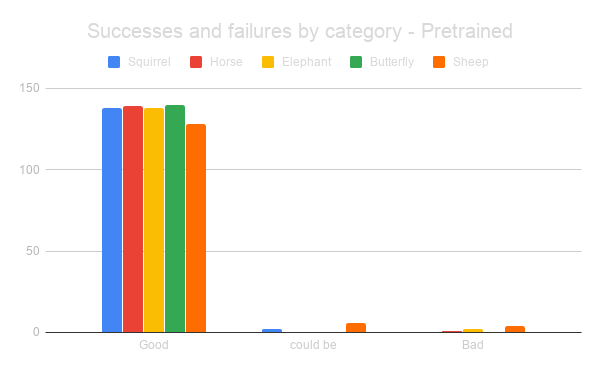 Successes and failures by category - Pretrained
Squirrel Horse Elephant Butterfly Sheep
150
100
50
0
Good could be Bad